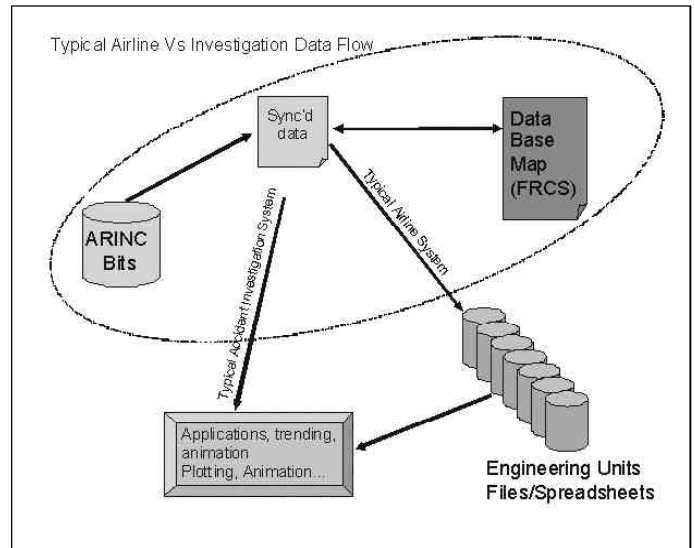 Typical Airline Vs Investigation Data Flow
Sync'd
data
Data
Base
Map
(FRCS)
ARINC
Bits
Typical Accident Investigation System
Typical Airline System
Applications, trending,
animation
Plotting, Animation...
Engineering Units
Files/Spreadsheets